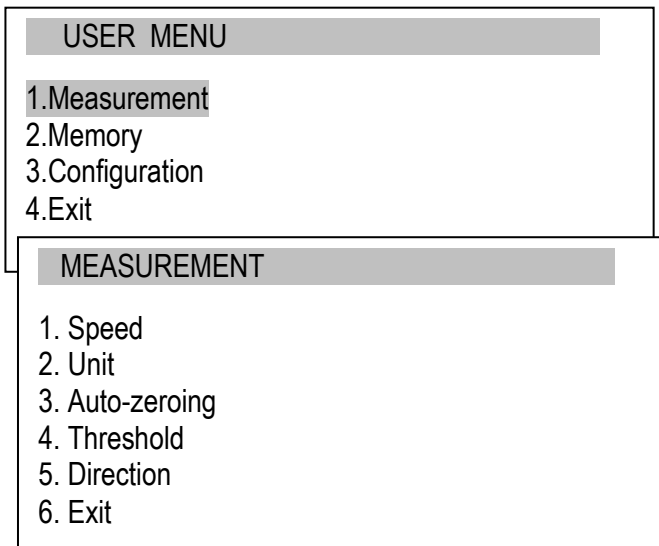 USER MENU
1.Measurement
2.Memory
3.Configuration
4.Exit
MEASUREMENT
1. Speed
2. Unit
3. Auto-zeroing
4. Threshold
5. Direction
6. Exit